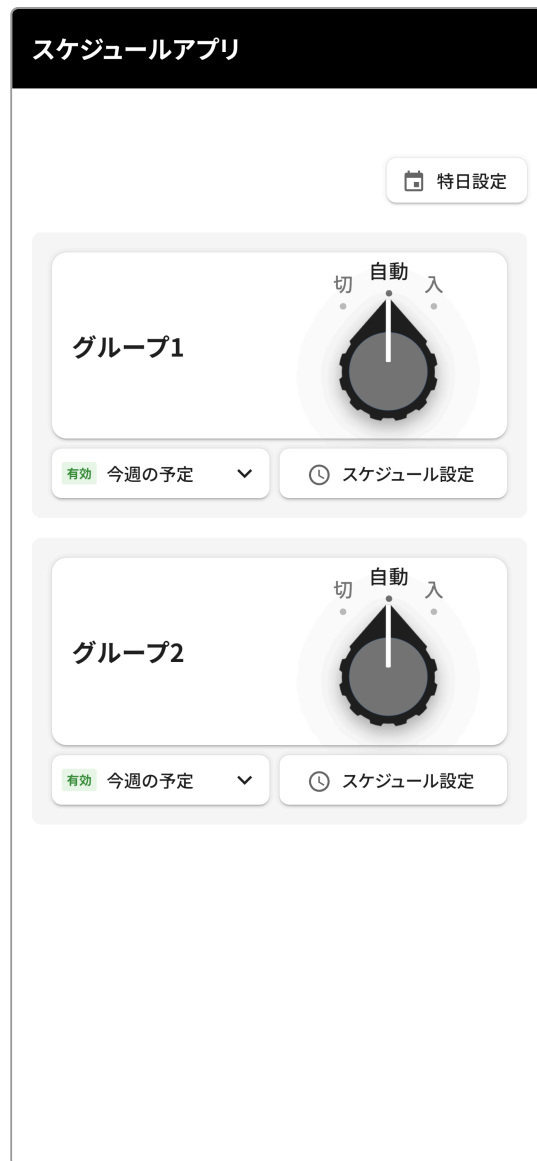 スケジュールアプリ
特日設定
切 自動 入
グループ1
有効 今週の予定
スケジュール設定
切 自動 入
グループ2
有効 今週の予定
スケジュール設定